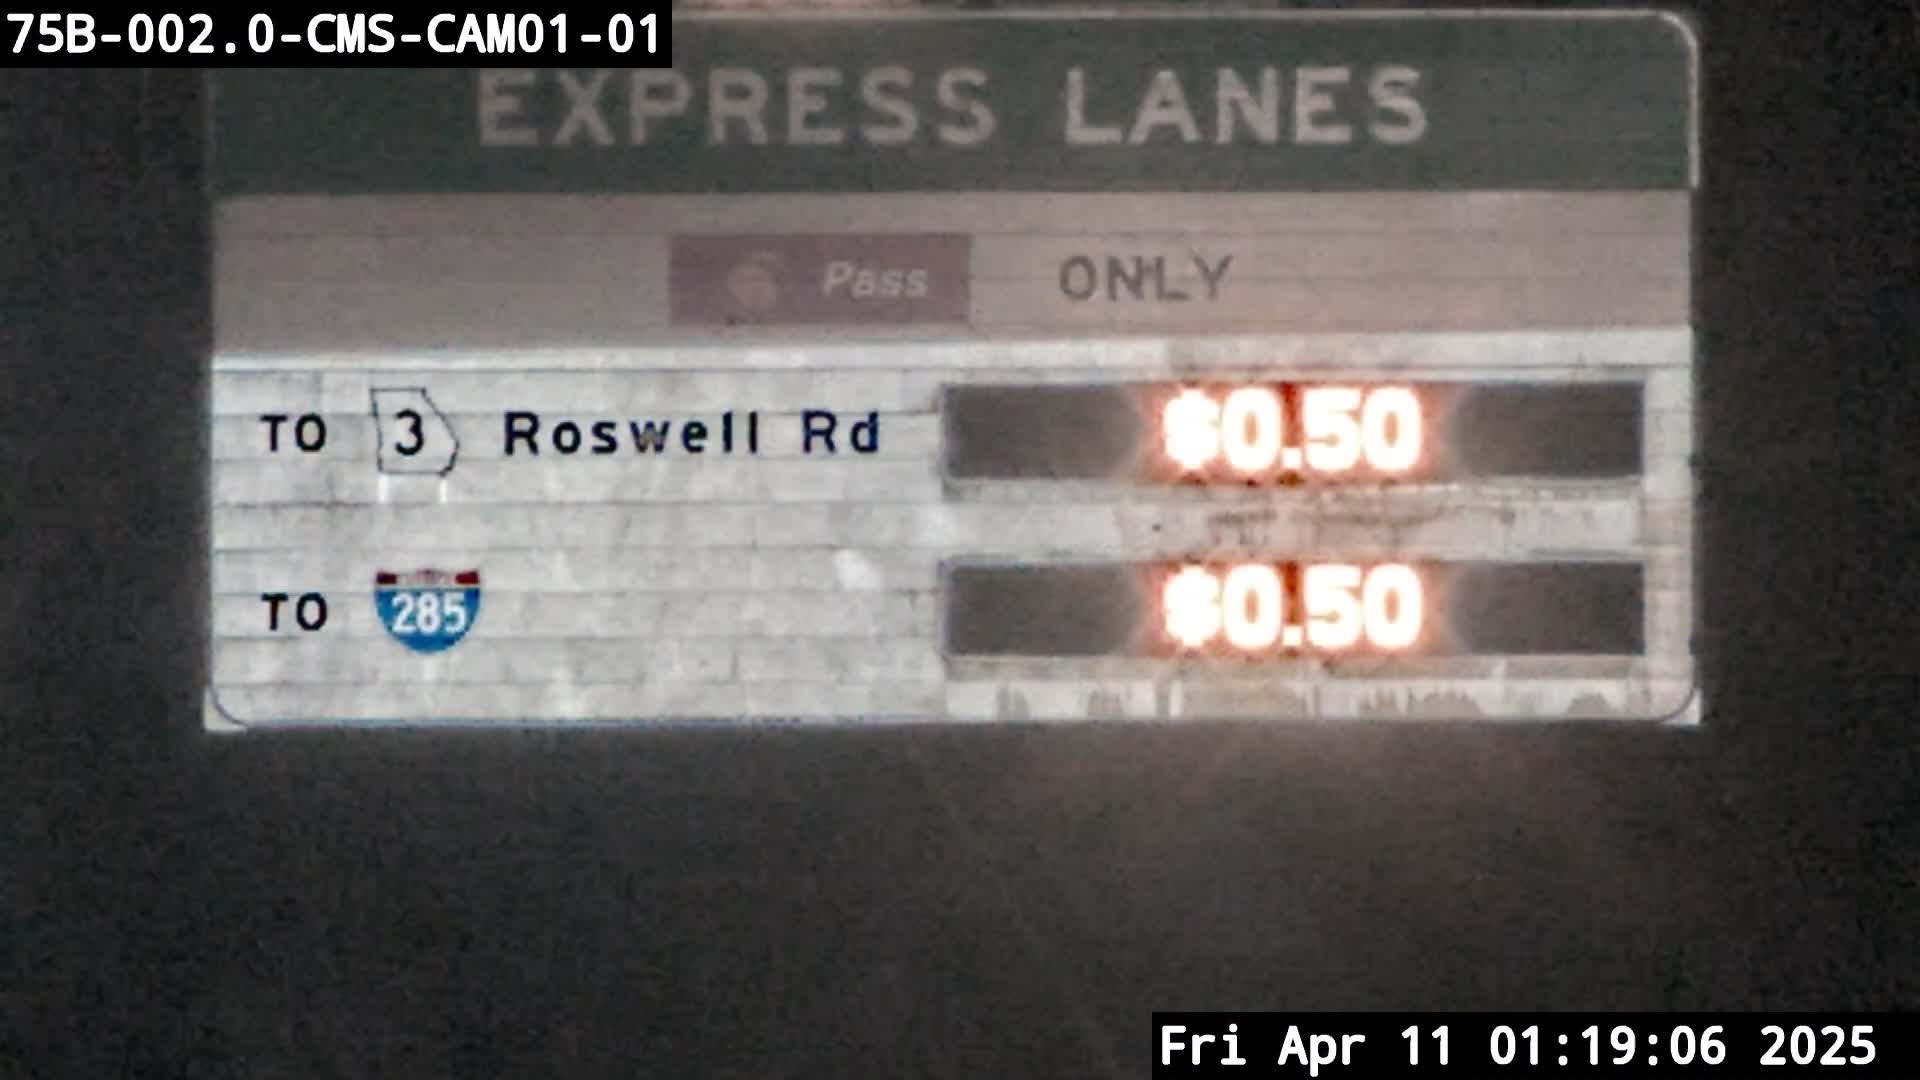 75B-002.0-CMS-CAM01-01
EXPRESS LANES
Pass ONLY
TO 3 Roswell Rd $0.50
TO 285 $0.50
Fri Apr 11 01:19:06 2025